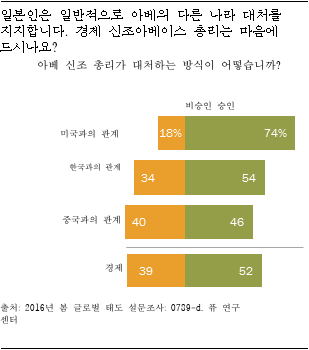 일본인은 일반적으로 아베의 다른 나라 대처를
지지합니다. 경제 신조아베이스 총리는 마음에
드시나요?
아베 신조 총리가 대처하는 방식이 어떻습니까?
비승인 승인
미국과의 관계 18% 74%
한국과의 관계 34 54
중국과의 관계 40 46
경제 39 52
출처: 2016년 봄 글로벌 태도 설문조사: 0789-d. 퓨 연구
센터